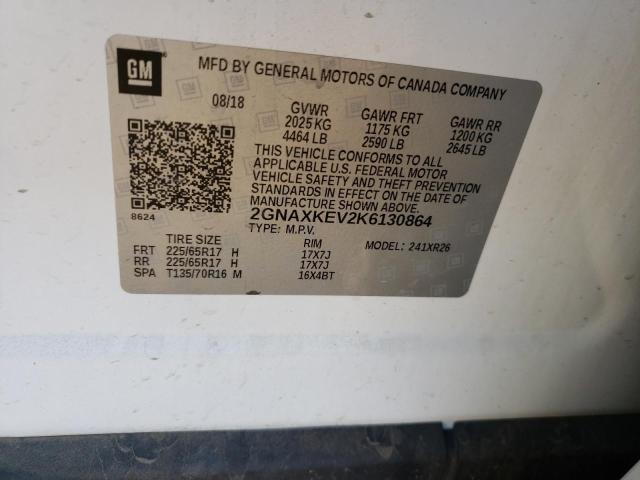 GM
MFD BY GENERAL MOTORS OF CANADA COMPANY
08/18 GVWR GAWR FRT GAWR RR
2025 KG 1175 KG 1200 KG
4464 LB 2590 LB 2645 LB
THIS VEHICLE CONFORMS TO ALL
APPLICABLE U.S. FEDERAL MOTOR
VEHICLE SAFETY AND THEFT PREVENTION
STANDARDS IN EFFECT ON THE DATE OF
MANUFACTURE SHOWN ABOVE.
8624 2GNAXKEV2K6130864
TYPE: M.P.V. MODEL: 241XR26
TIRE SIZE RIM
FRT 225/65R17 H 17X7J
RR 225/65R17 H 17X7J
SPA T135/70R16 M 16X4BT